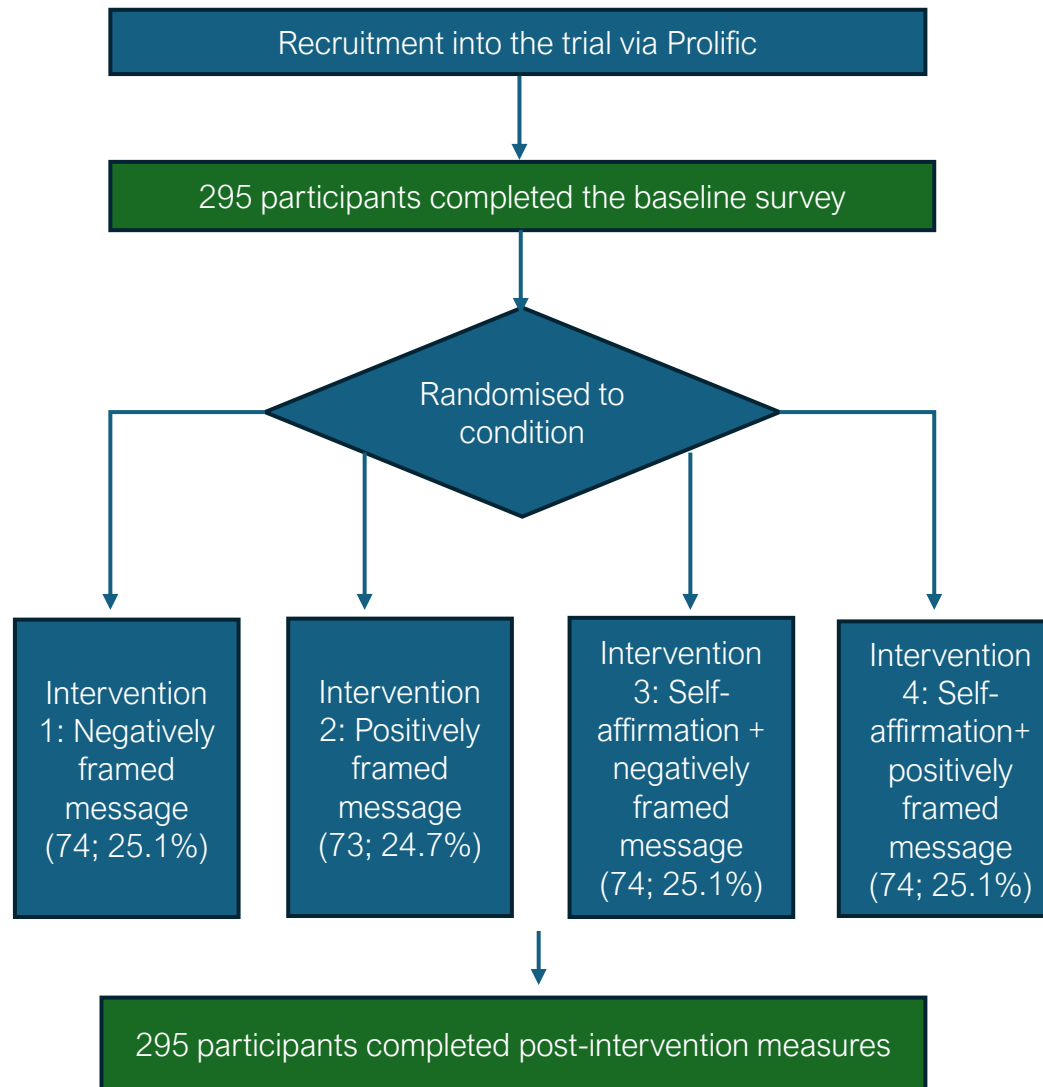 Recruitment into the trial via Prolific
295 participants completed the baseline survey
Randomised to
condition
Intervention
1: Negatively
framed
message
(74; 25.1%)
Intervention
2: Positively
framed
message
(73; 24.7%)
Intervention
3: Self-
affirmation +
negatively
framed
message
(74; 25.1%)
Intervention
4: Self-
affirmation+
positively
framed
message
(74; 25.1%)
295 participants completed post-intervention measures